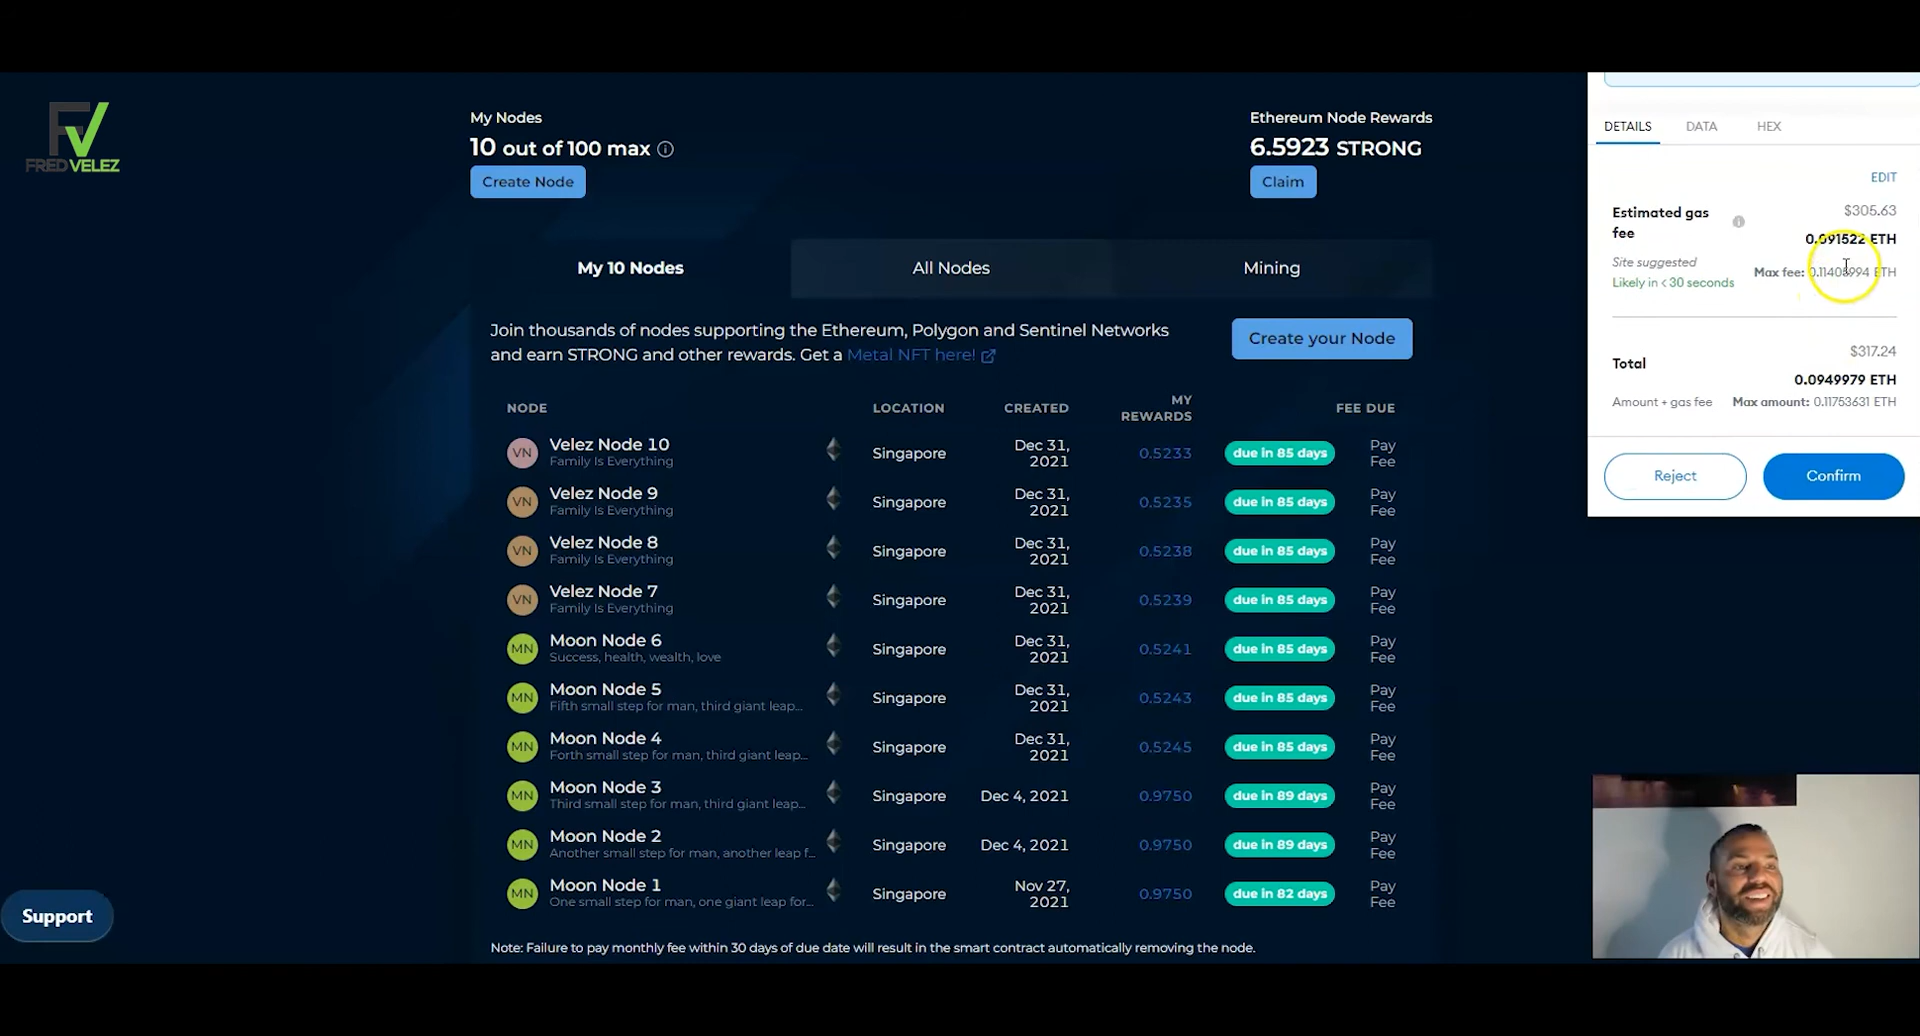 FV
FRED VELEZ
My Nodes
10 out of 100 max
Create Node
Ethereum Node Rewards
6.5923 STRONG
Claim
My 10 Nodes
All Nodes
Mining
Join thousands of nodes supporting the Ethereum, Polygon and Sentinel Networks
and earn STRONG and other rewards. Get a Metal NFT here!
Create your Node
NODE LOCATION CREATED MY REWARDS FEE DUE
VN Velez Node 10 Singapore Dec 31, 2021 0.5233 due in 85 days Pay Fee
Family Is Everything
VN Velez Node 9 Singapore Dec 31, 2021 0.5235 due in 85 days Pay Fee
Family Is Everything
VN Velez Node 8 Singapore Dec 31, 2021 0.5238 due in 85 days Pay Fee
Family Is Everything
VN Velez Node 7 Singapore Dec 31, 2021 0.5239 due in 85 days Pay Fee
Family Is Everything
MN Moon Node 6 Singapore Dec 31, 2021 0.5241 due in 85 days Pay Fee
Success, health, wealth, love
MN Moon Node 5 Singapore Dec 31, 2021 0.5243 due in 85 days Pay Fee
Fifth small step for man, third giant leap...
MN Moon Node 4 Singapore Dec 31, 2021 0.5245 due in 85 days Pay Fee
Forth small step for man, third giant leap...
MN Moon Node 3 Singapore Dec 4, 2021 0.9750 due in 89 days Pay Fee
Third small step for man, third giant leap...
MN Moon Node 2 Singapore Dec 4, 2021 0.9750 due in 89 days Pay Fee
Another small step for man, another leap f...
MN Moon Node 1 Singapore Nov 27, 2021 0.9750 due in 82 days Pay Fee
One small step for man, one giant leap for...
Note: Failure to pay monthly fee within 30 days of due date will result in the smart contract automatically removing the node.
Support
DETAILS DATA HEX
EDIT
Estimated gas fee
$305.63
0.091522 ETH
Site suggested
Likely in < 30 seconds
Max fee: 0.11408994 ETH
Total
$317.24
0.0949979 ETH
Amount + gas fee Max amount: 0.11753631 ETH
Reject
Confirm